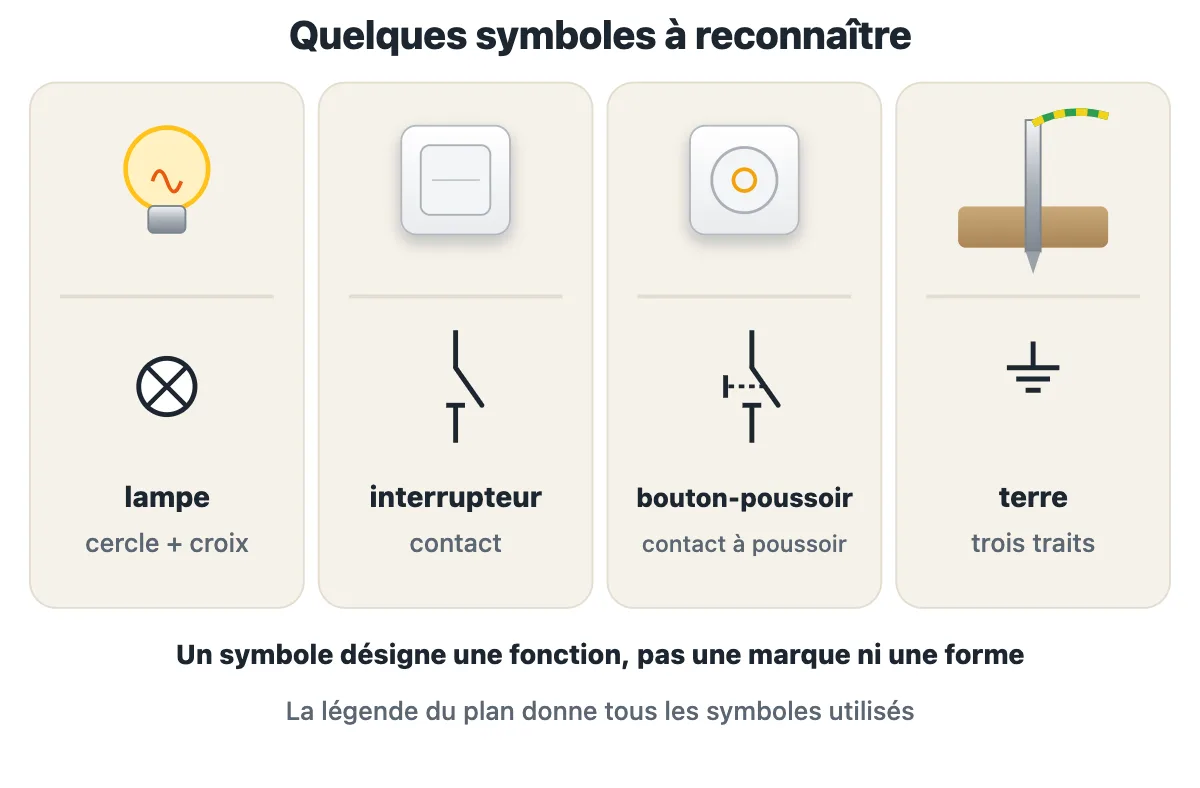 Quelques symboles à reconnaître
lampe
cercle + croix
interrupteur
contact
bouton-poussoir
contact à poussoir
terre
trois traits
Un symbole désigne une fonction, pas une marque ni une forme
La légende du plan donne tous les symboles utilisés